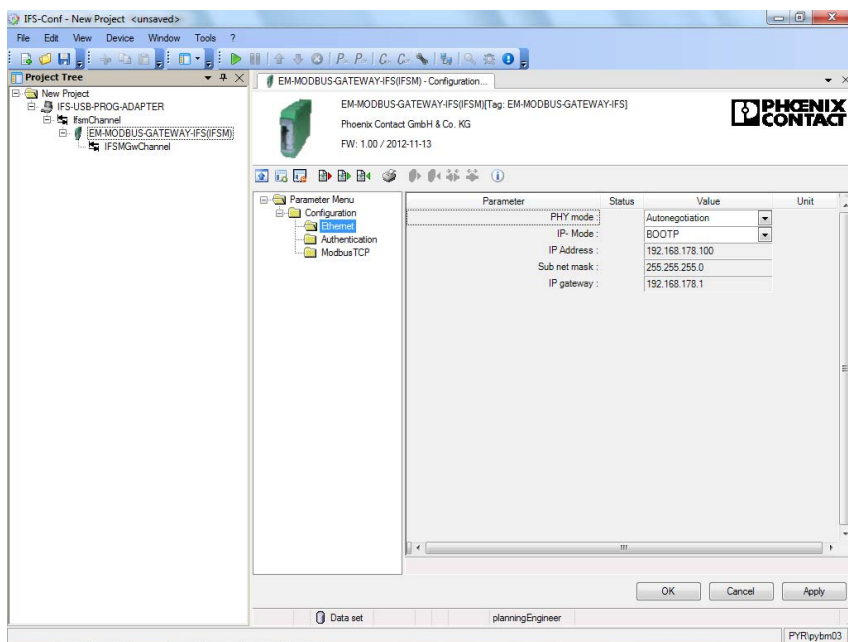 IFS-Conf - New Project <unsaved>
File Edit View Device Window Tools ?
Project Tree
New Project
IFS-USB-PROG-ADAPTER
IfsmChannel
EM-MODBUS-GATEWAY-IFS(IFSM)
IFSMGwChannel
EM-MODBUS-GATEWAY-IFS(IFSM) - Configuration...
EM-MODBUS-GATEWAY-IFS(IFSM)[Tag: EM-MODBUS-GATEWAY-IFS]
Phoenix Contact GmbH & Co. KG
FW: 1.00 / 2012-11-13
PHŒNIX
CONTACT
Parameter Menu
Configuration
Ethernet
Authentication
ModbusTCP
Parameter Status Value Unit
PHY mode : Autonegotiation
IP- Mode : BOOTP
IP Address : 192.168.178.100
Sub net mask : 255.255.255.0
IP gateway : 192.168.178.1
OK Cancel Apply
Data set planningEngineer
PYR\pybm03